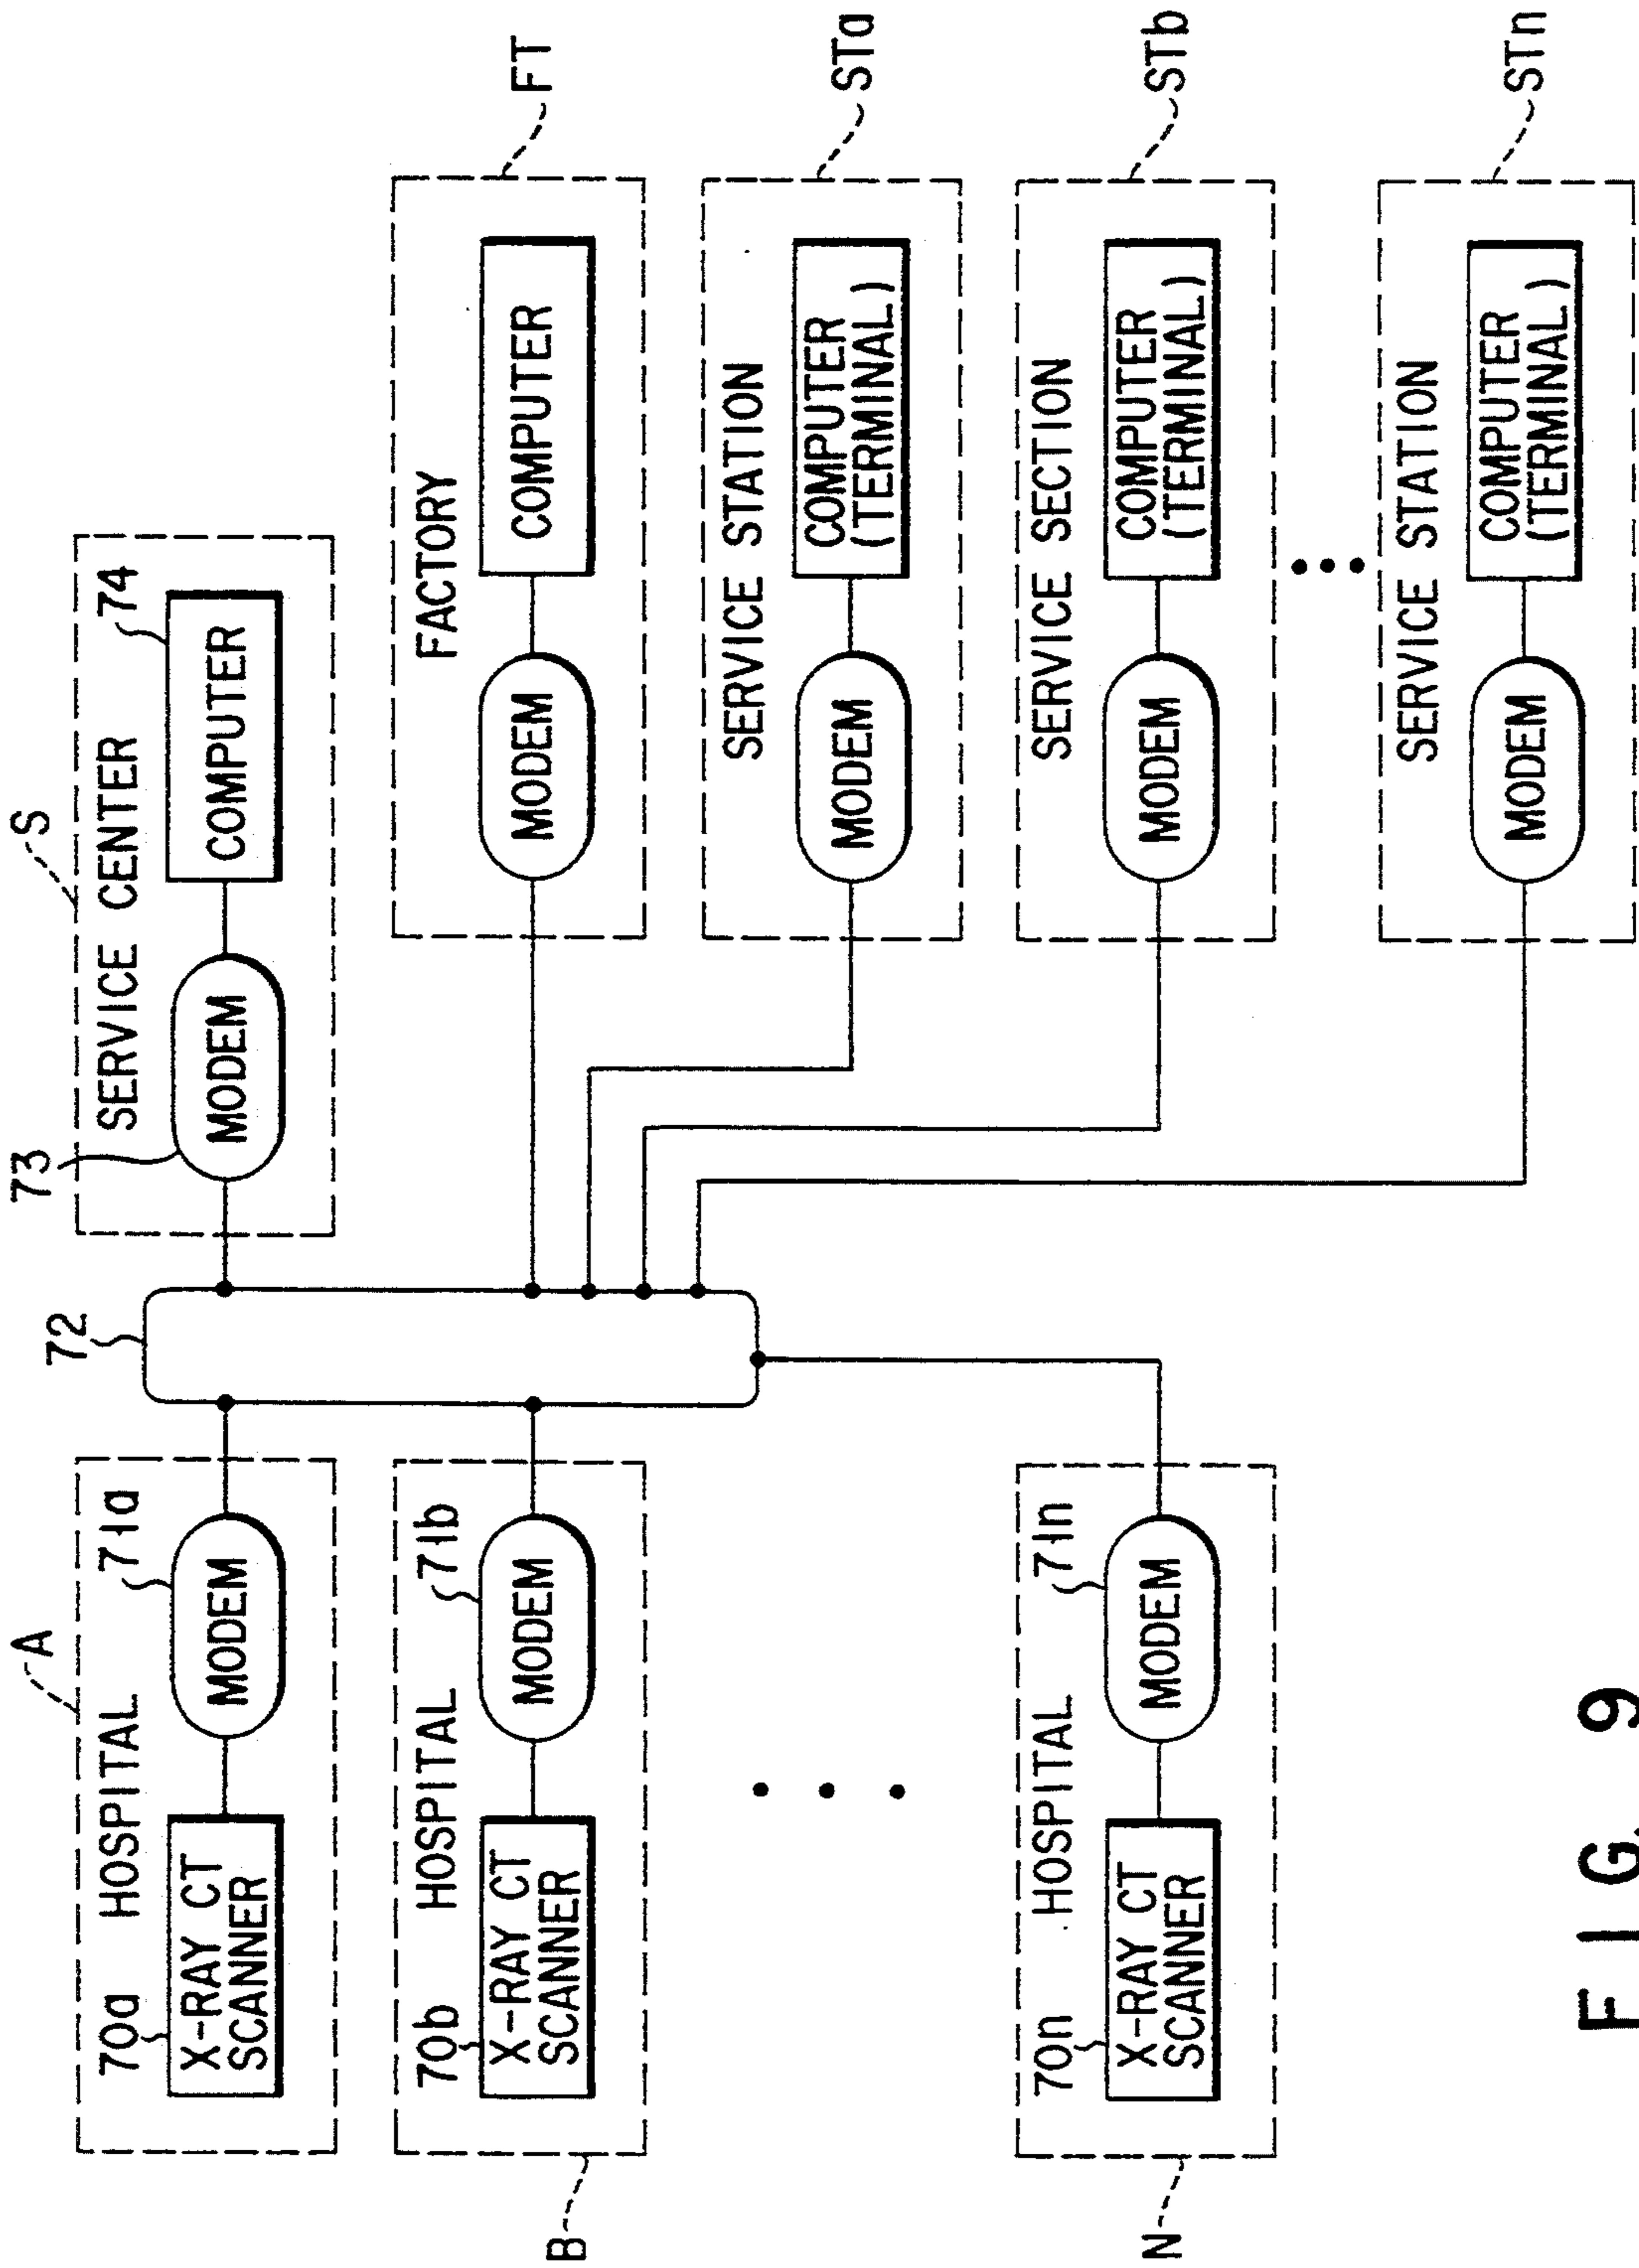 A
70a HOSPITAL 71a
X-RAY CT
SCANNER
MODEM
B
70b HOSPITAL 71b
X-RAY CT
SCANNER
MODEM
N
70n HOSPITAL 71n
X-RAY CT
SCANNER
MODEM
72
73
S
SERVICE CENTER 74
MODEM
COMPUTER
FACTORY
MODEM
COMPUTER
FT
SERVICE STATION
MODEM
COMPUTER
(TERMINAL)
STa
SERVICE SECTION
MODEM
COMPUTER
(TERMINAL)
STb
SERVICE STATION
MODEM
COMPUTER
(TERMINAL)
STn
FIG. 9